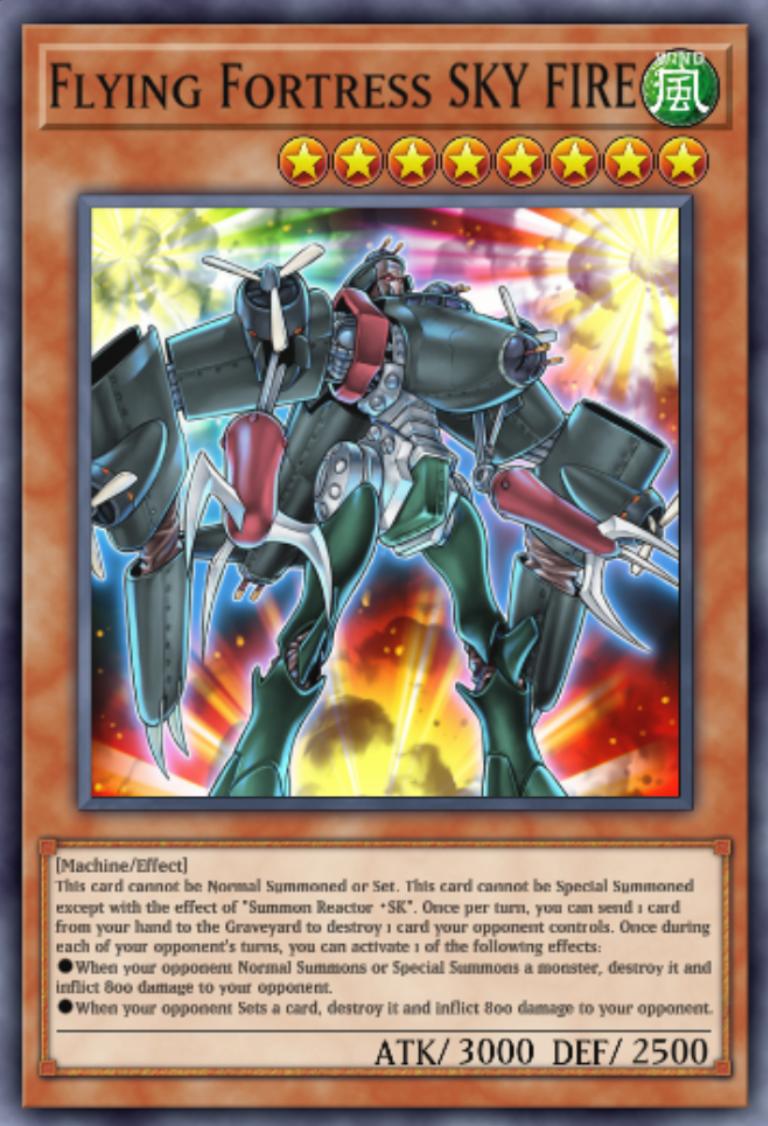 FLYING FORTRESS SKY FIRE
WIND
風
[Machine/Effect]
This card cannot be Normal Summoned or Set. This card cannot be Special Summoned
except with the effect of "Summon Reactor ・SK". Once per turn, you can send 1 card
from your hand to the Graveyard to destroy 1 card your opponent controls. Once during
each of your opponent's turns, you can activate 1 of the following effects:
●When your opponent Normal Summons or Special Summons a monster, destroy it and
inflict 800 damage to your opponent.
●When your opponent Sets a card, destroy it and inflict 800 damage to your opponent.
ATK/ 3000 DEF/ 2500